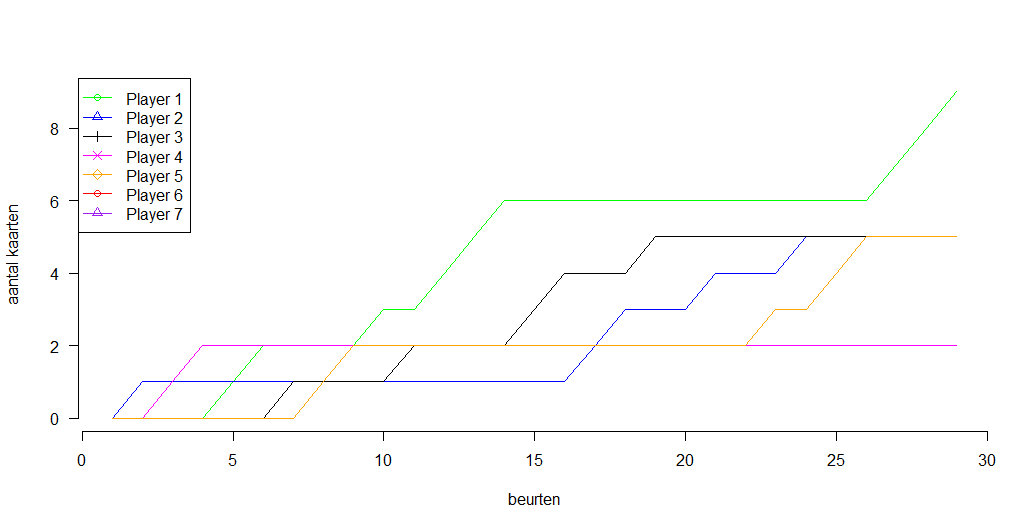 Player 1
Player 2
Player 3
Player 4
Player 5
Player 6
Player 7
aantal kaarten
8
6
4
2
0
0 5 10 15 20 25 30
beurten